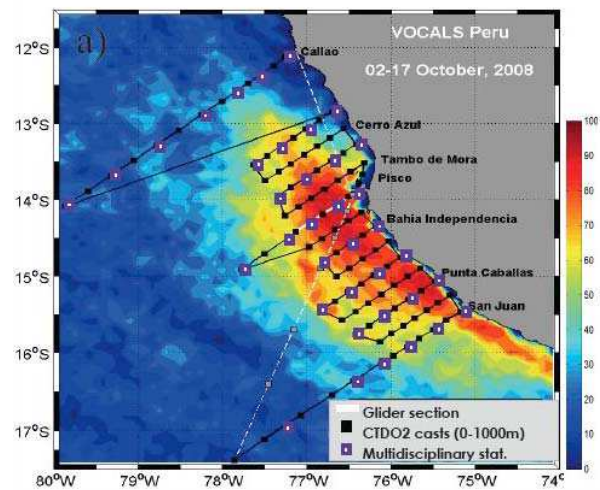 a)
VOCALS Peru
02-17 October, 2008
Callao
Cerro Azul
Tambo de Mora
Pisco
Bahia Independencia
Punta Caballas
San Juan
12°S
13°S
14°S
15°S
16°S
17°S
80°W
79°W
78°W
77°W
76°W
75°W
74°
100
90
80
70
60
50
40
30
20
10
0
Glider section
CTDO2 casts (0-1000m)
Multidisciplinary stat.